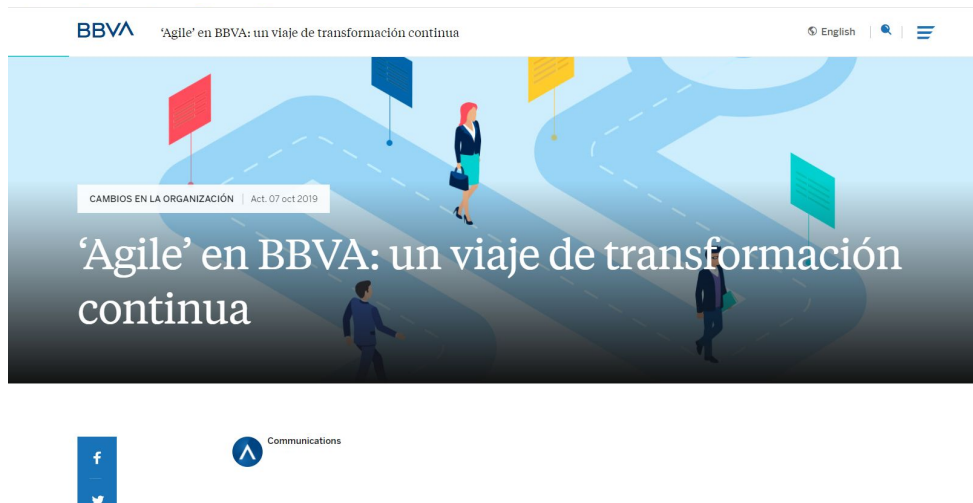 BBVA
‘Agile’ en BBVA: un viaje de transformación continua
English
CAMBIOS EN LA ORGANIZACIÓN | Act. 07 oct 2019
‘Agile’ en BBVA: un viaje de transformación
continua
Communications